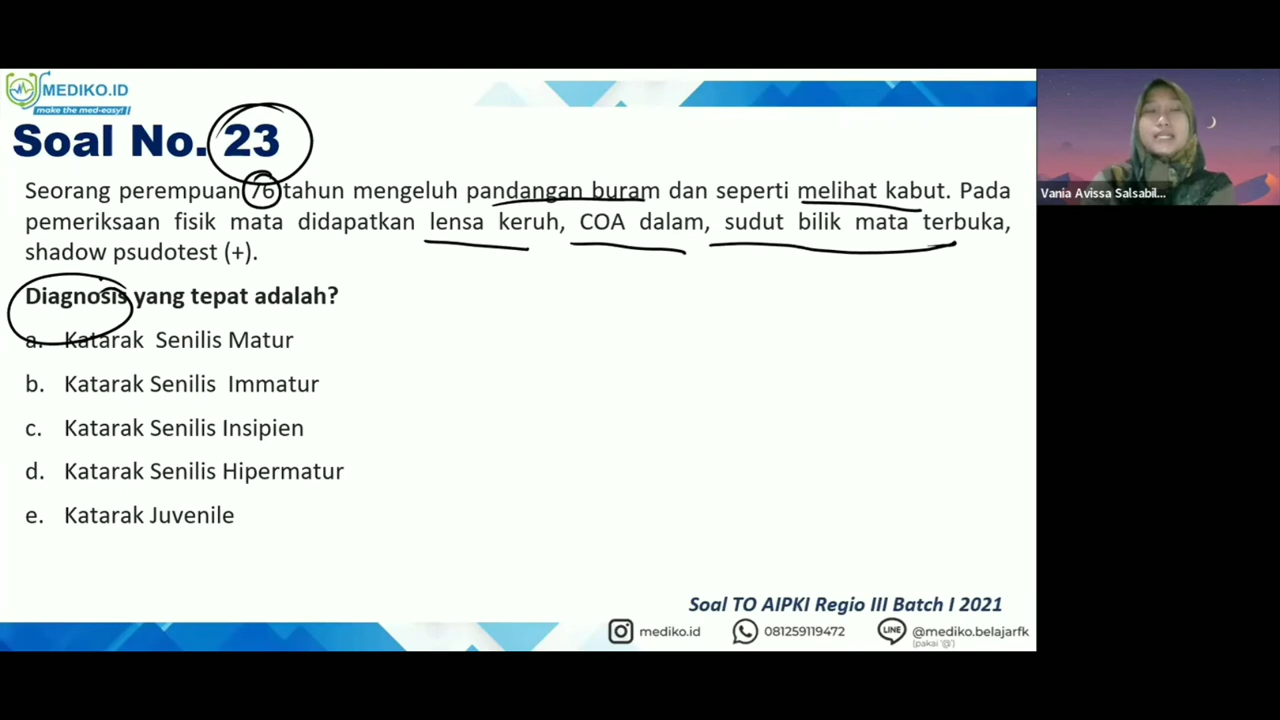 MEDIKO.ID
make the med-easy!
Soal No. 23
Seorang perempuan 76 tahun mengeluh pandangan buram dan seperti melihat kabut. Pada
pemeriksaan fisik mata didapatkan lensa keruh, COA dalam, sudut bilik mata terbuka,
shadow psudotest (+).
Diagnosis yang tepat adalah?
a. Katarak Senilis Matur
b. Katarak Senilis Immatur
c. Katarak Senilis Insipien
d. Katarak Senilis Hipermatur
e. Katarak Juvenile
Vania Avissa Salsabil...
Soal TO AIPKI Regio III Batch I 2021
mediko.id
081259119472
LINE
@mediko.belajarfk
(pakai '@')